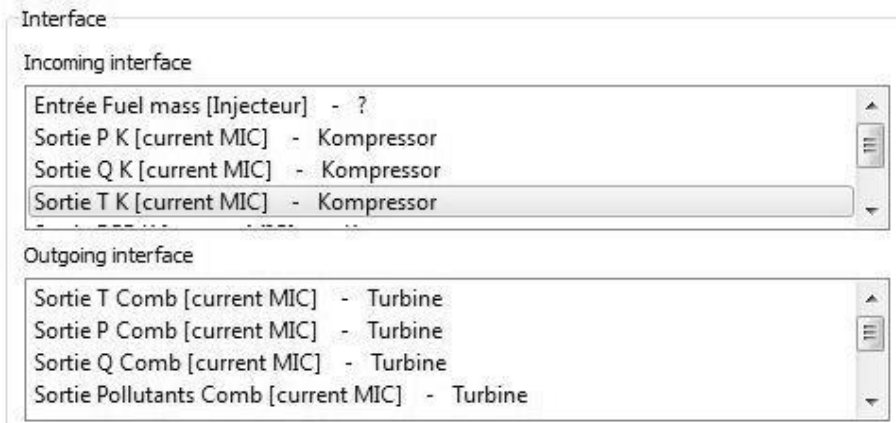 Interface
Incoming interface
Entrée Fuel mass [Injecteur] - ?
Sortie P K [current MIC] - Kompressor
Sortie Q K [current MIC] - Kompressor
Sortie T K [current MIC] - Kompressor
Outgoing interface
Sortie T Comb [current MIC] - Turbine
Sortie P Comb [current MIC] - Turbine
Sortie Q Comb [current MIC] - Turbine
Sortie Pollutants Comb [current MIC] - Turbine